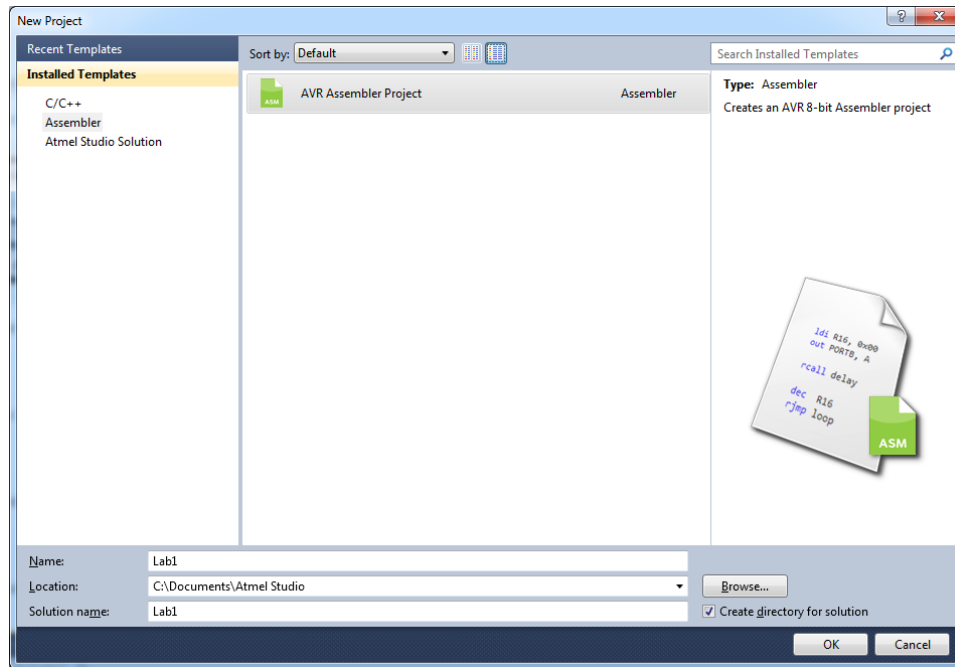 New Project
?
Recent Templates
Installed Templates
C/C++
Assembler
Atmel Studio Solution
Sort by: Default
ASM AVR Assembler Project Assembler
Search Installed Templates
Type: Assembler
Creates an AVR 8-bit Assembler project
ldi R16, 0x00
out PORTB, A
rcall delay
dec R16
rjmp loop
ASM
Name: Lab1
Location: C:\Documents\Atmel Studio Browse...
Solution name: Lab1 Create directory for solution
OK Cancel